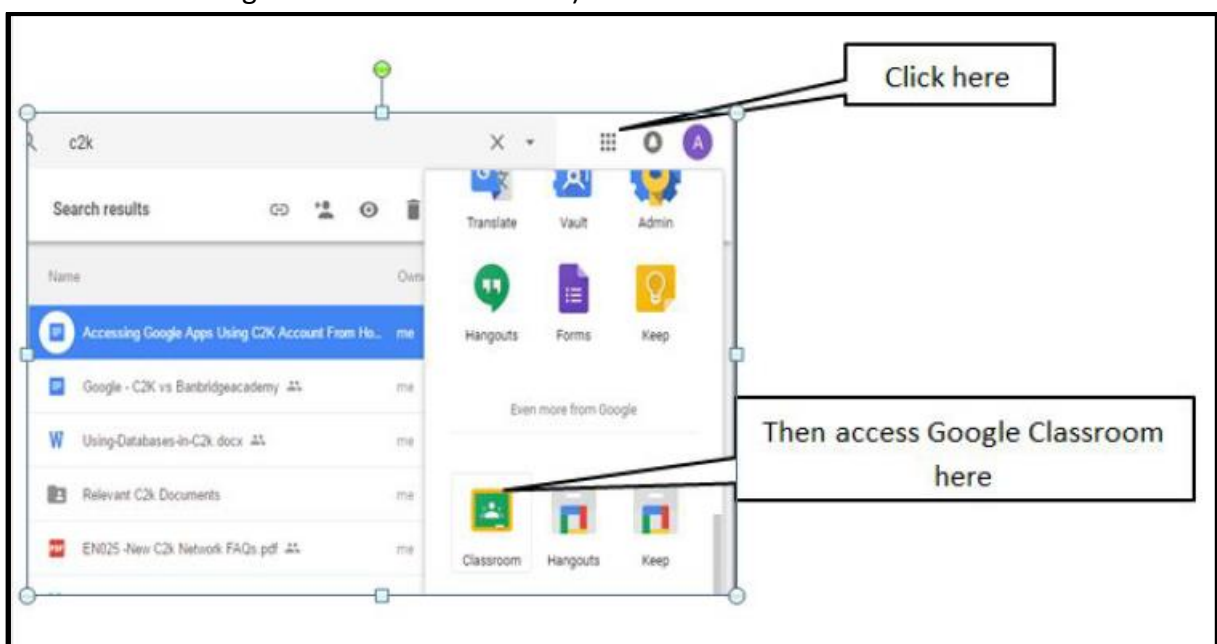 Click here
c2k
A
Search results
Translate Vault Admin
Name
Hangouts Forms Keep
Accessing Google Apps Using C2K Account From Ho... me
Google - C2K vs Banbridgeacademy me
Even more from Google
Then access Google Classroom
here
W Using-Databases-in-C2k.docx me
Relevant C2k Documents me
PDF EN025 -New C2k Network FAQs.pdf me
Classroom Hangouts Keep